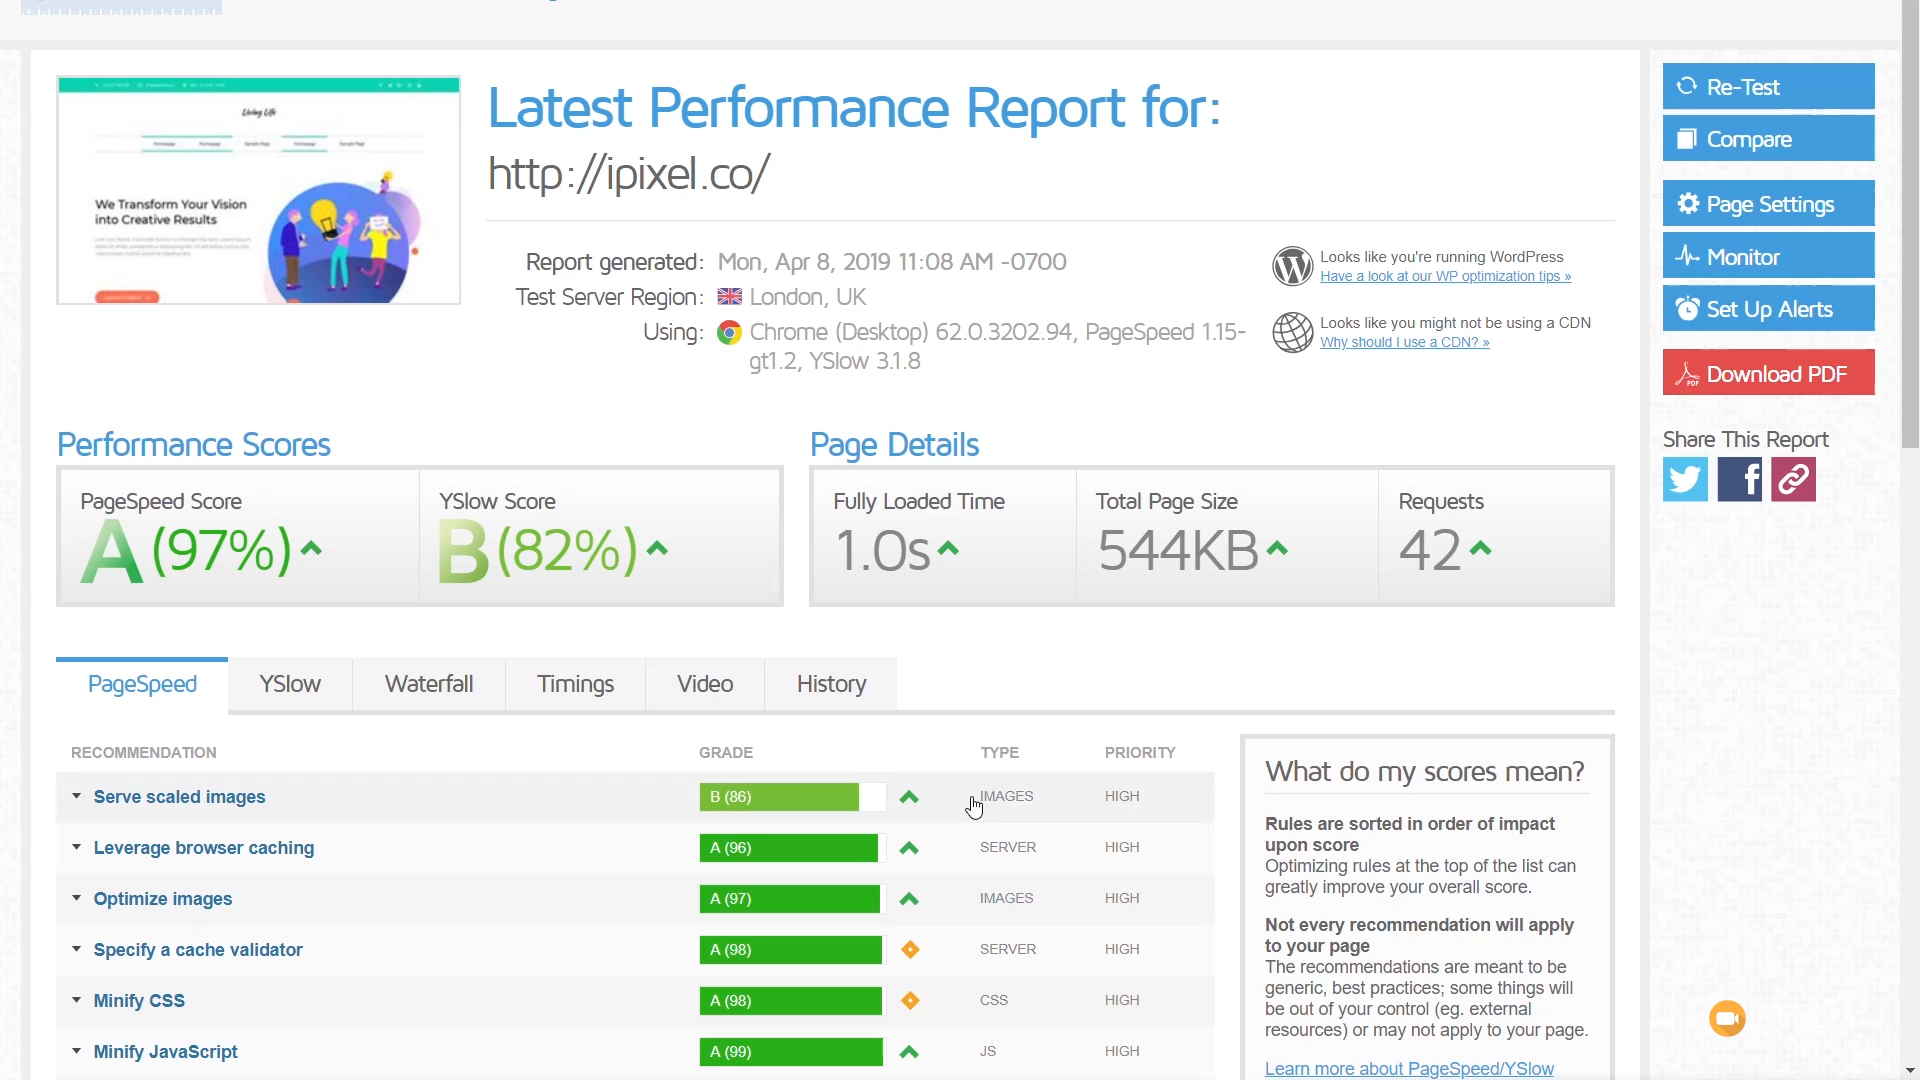 Living Life
Homepage Homepage Sample Page Homepage Sample Page
We Transform Your Vision
into Creative Results
Latest Performance Report for:
http://ipixel.co/
Report generated: Mon, Apr 8, 2019 11:08 AM -0700
Test Server Region: London, UK
Using: Chrome (Desktop) 62.0.3202.94, PageSpeed 1.15-
gt1.2, YSlow 3.1.8
Looks like you're running WordPress
Have a look at our WP optimization tips »
Looks like you might not be using a CDN
Why should I use a CDN? »
Re-Test
Compare
Page Settings
Monitor
Set Up Alerts
PDF Download PDF
Share This Report
Performance Scores
PageSpeed Score
A (97%)
YSlow Score
B (82%)
Page Details
Fully Loaded Time
1.0s
Total Page Size
544KB
Requests
42
PageSpeed YSlow Waterfall Timings Video History
RECOMMENDATION GRADE TYPE PRIORITY
Serve scaled images B (86) IMAGES HIGH
Leverage browser caching A (96) SERVER HIGH
Optimize images A (97) IMAGES HIGH
Specify a cache validator A (98) SERVER HIGH
Minify CSS A (98) CSS HIGH
Minify JavaScript A (99) JS HIGH
What do my scores mean?
Rules are sorted in order of impact
upon score
Optimizing rules at the top of the list can
greatly improve your overall score.
Not every recommendation will apply
to your page
The recommendations are meant to be
generic, best practices; some things will
be out of your control (eg. external
resources) or may not apply to your page.
Learn more about PageSpeed/YSlow